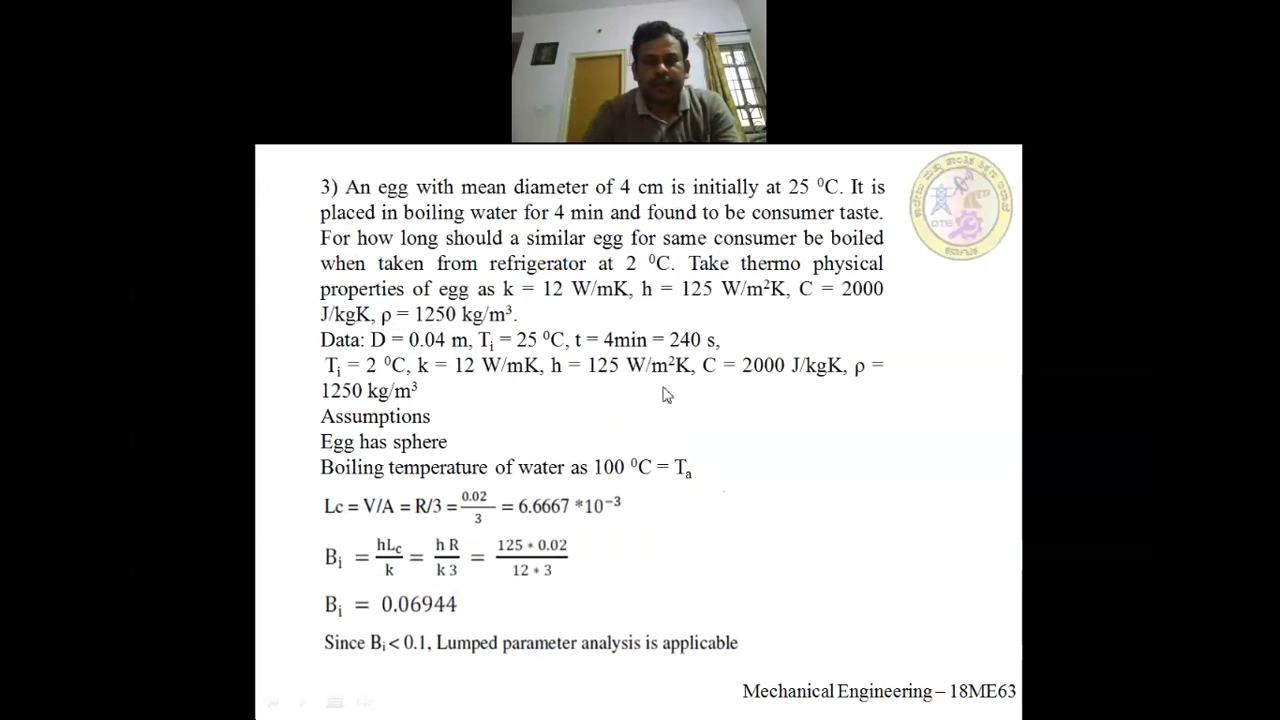 3) An egg with mean diameter of 4 cm is initially at 25 ⁰C. It is
placed in boiling water for 4 min and found to be consumer taste.
For how long should a similar egg for same consumer be boiled
when taken from refrigerator at 2 ⁰C. Take thermo physical
properties of egg as k = 12 W/mK, h = 125 W/m²K, C = 2000
J/kgK, ρ = 1250 kg/m³.
Data: D = 0.04 m, Tᵢ = 25 ⁰C, t = 4min = 240 s,
Tᵢ = 2 ⁰C, k = 12 W/mK, h = 125 W/m²K, C = 2000 J/kgK, ρ =
1250 kg/m³
Assumptions
Egg has sphere
Boiling temperature of water as 100 ⁰C = Tₐ
Lc = V/A = R/3 = 0.02/3 = 6.6667 *10⁻³
Bᵢ = hL_c/k = h R/k 3 = 125 * 0.02/12 * 3
Bᵢ = 0.06944
Since Bᵢ < 0.1, Lumped parameter analysis is applicable
Mechanical Engineering – 18ME63
DTE